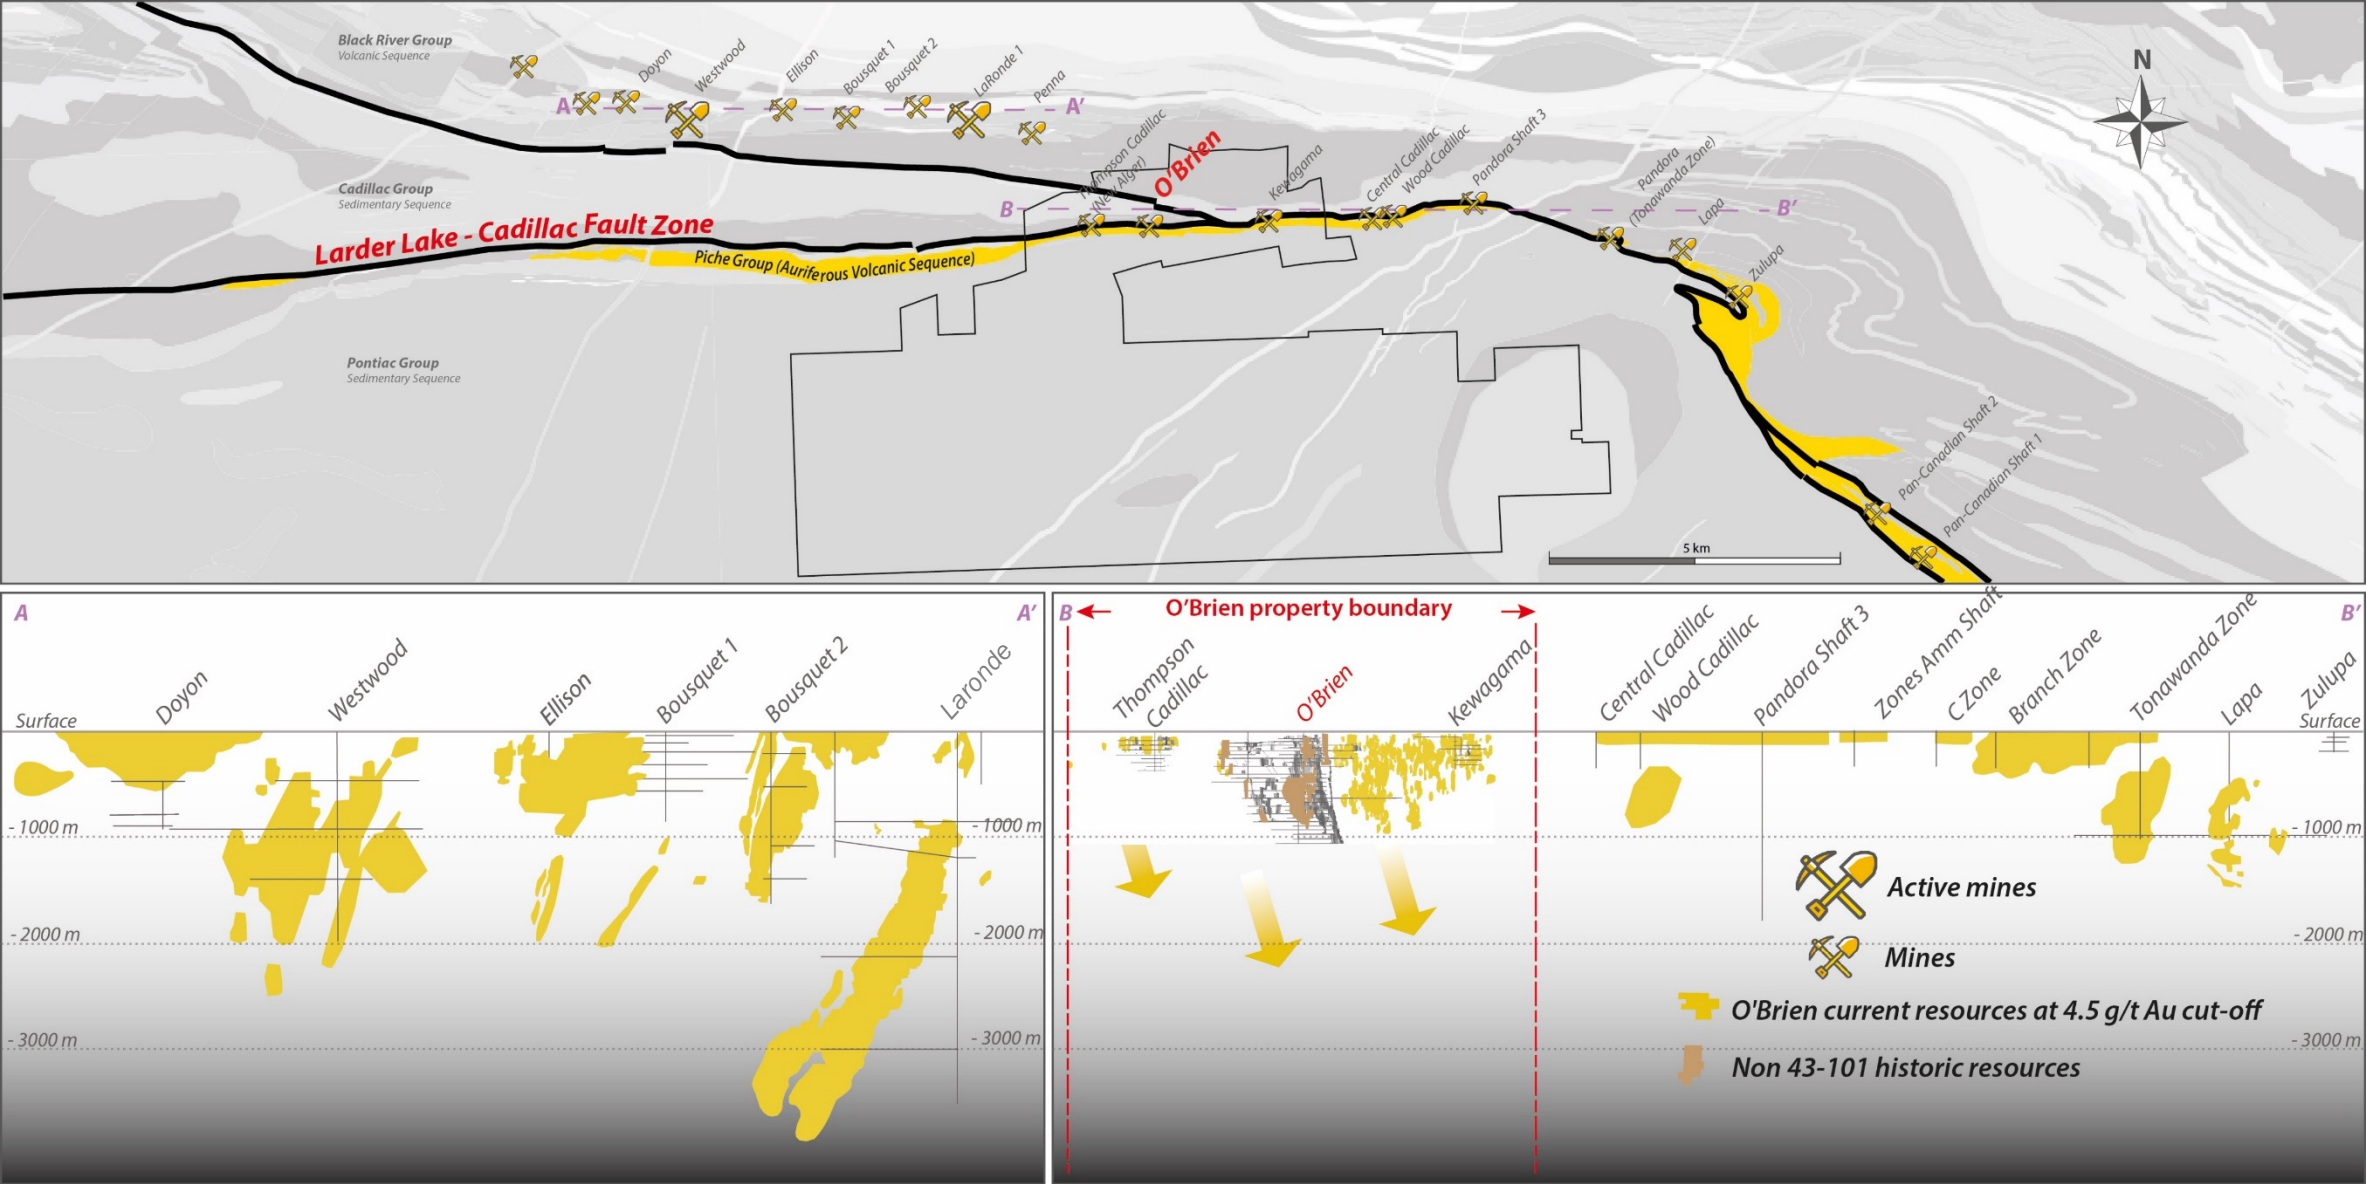 Black River Group
Volcanic Sequence
Doyon
Westwood
Ellison
Bousquet 1
Bousquet 2
LaRonde 1
Penna
A
A'
N
Cadillac Group
Sedimentary Sequence
Thompson Cadillac
(New Alger)
O'Brien
Kewagama
Central Cadillac
Wood Cadillac
Pandora Shaft 3
Pandora
(Tonawanda Zone)
Lapa
B
B'
Larder Lake - Cadillac Fault Zone
Piche Group (Auriferous Volcanic Sequence)
Zulupa
Pontiac Group
Sedimentary Sequence
Pan-Canadian Shaft 2
Pan-Canadian Shaft 1
5 km
A
A'
Doyon
Westwood
Ellison
Bousquet 1
Bousquet 2
Laronde
Surface
- 1000 m
- 1000 m
- 2000 m
- 2000 m
- 3000 m
- 3000 m
B
O'Brien property boundary
B'
Thompson
Cadillac
O'Brien
Kewagama
Central Cadillac
Wood Cadillac
Pandora Shaft 3
Zones Amm Shaft
C Zone
Branch Zone
Tonawanda Zone
Lapa
Zulupa
Surface
- 1000 m
Active mines
- 2000 m
Mines
O'Brien current resources at 4.5 g/t Au cut-off
- 3000 m
Non 43-101 historic resources